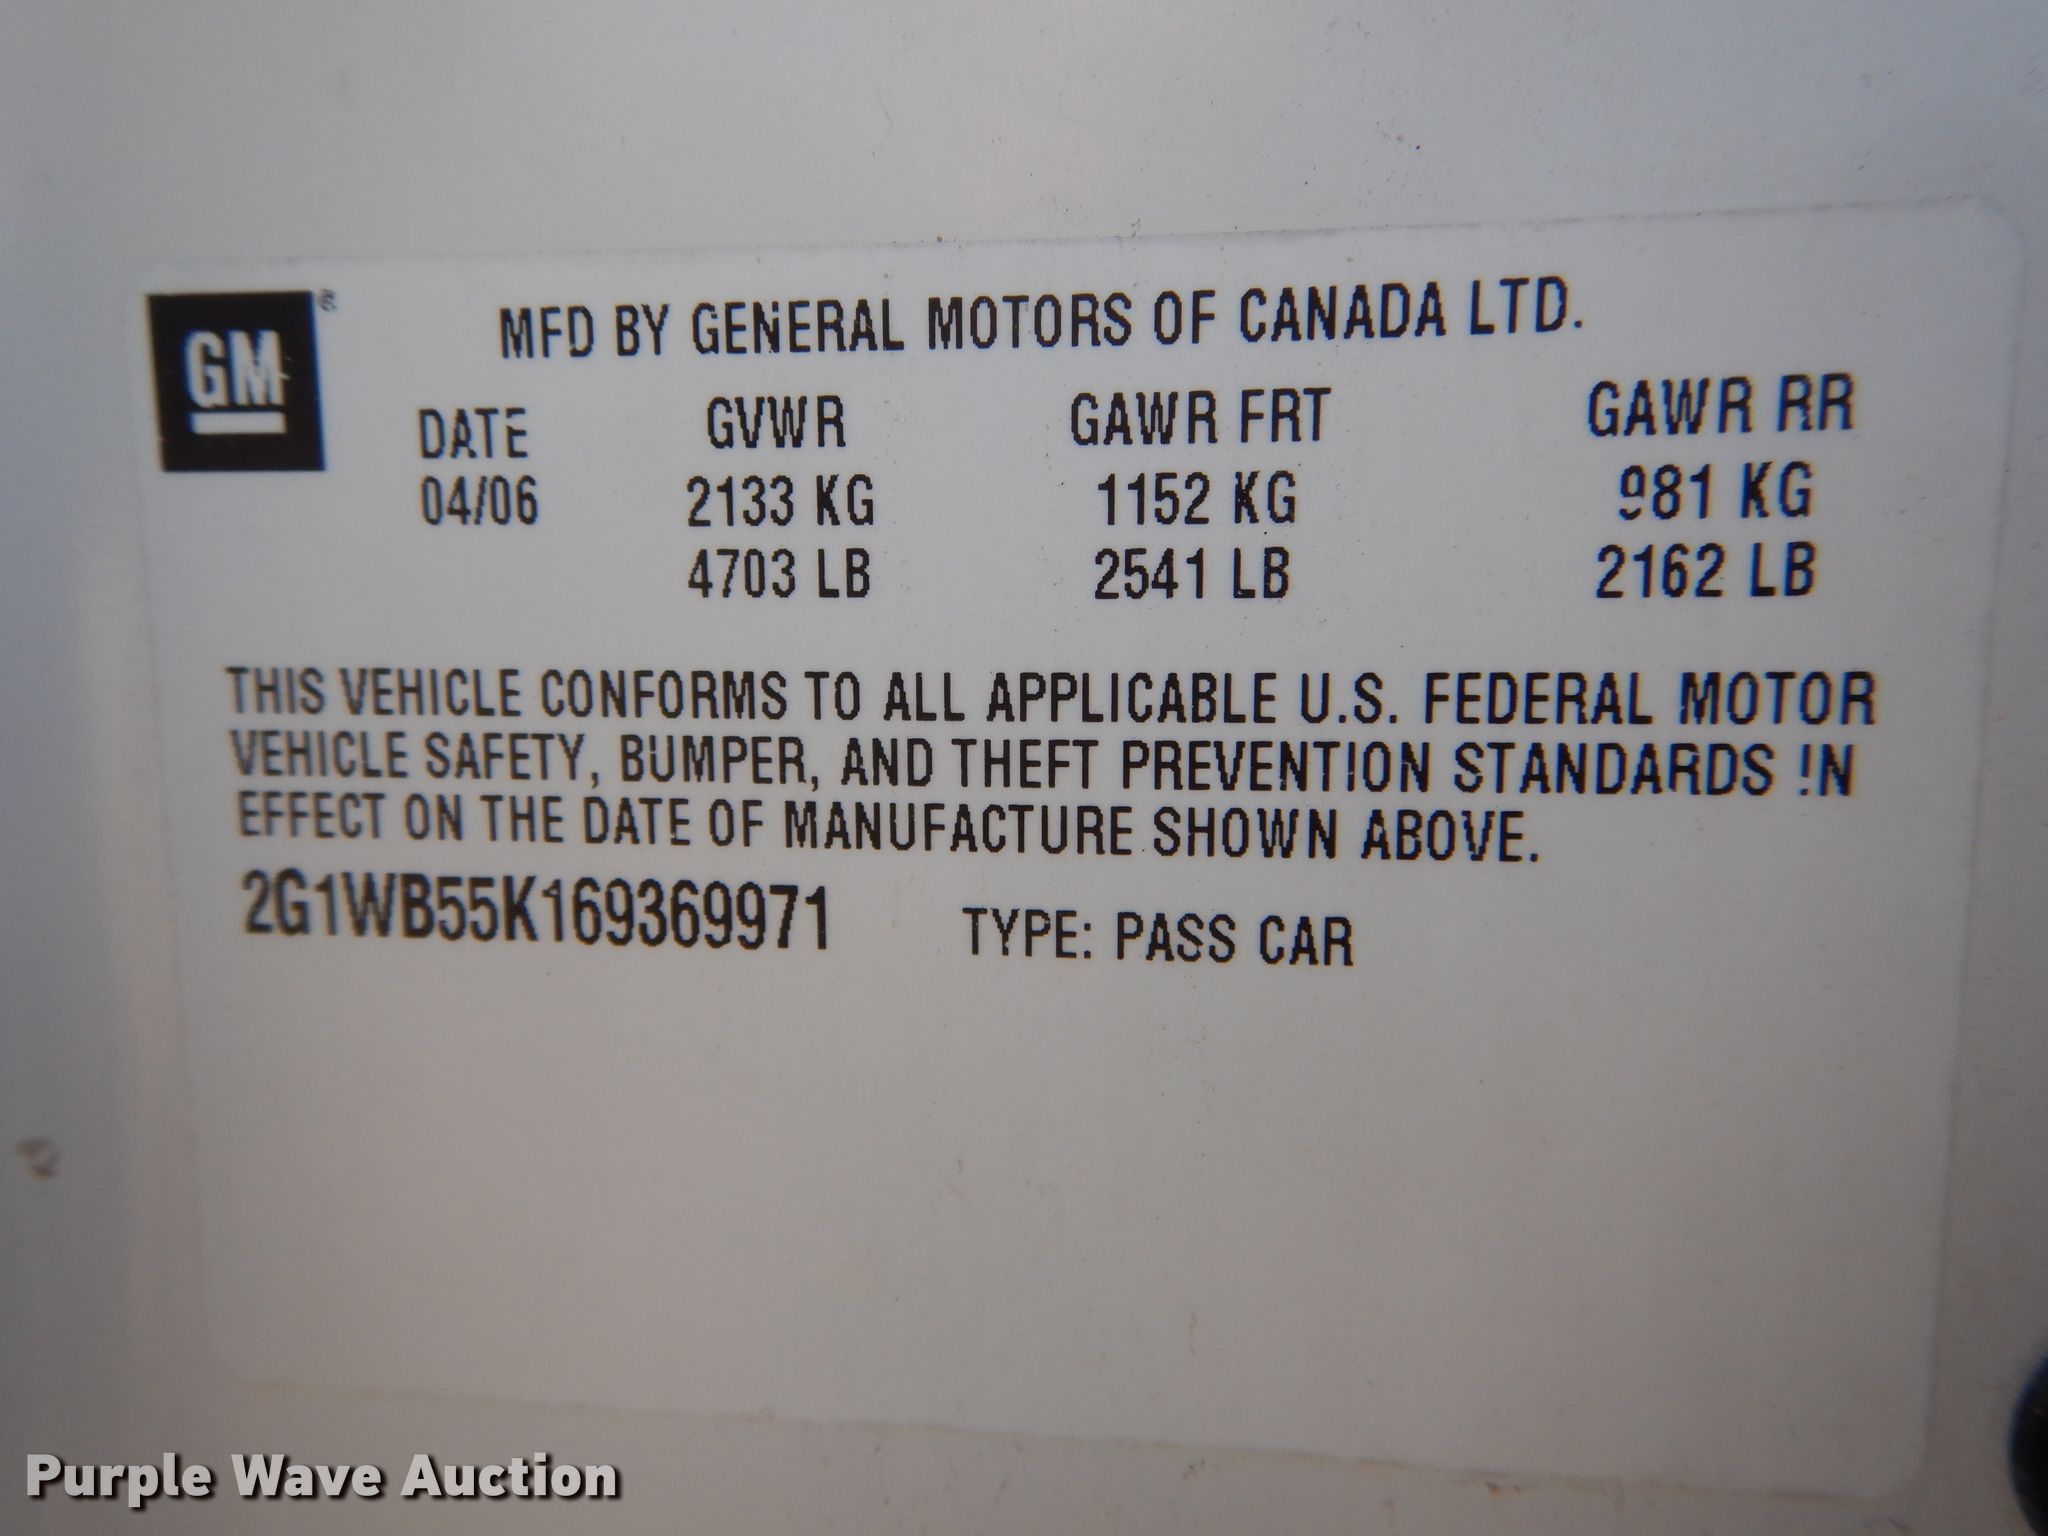 GM ®
MFD BY GENERAL MOTORS OF CANADA LTD.
DATE GVWR GAWR FRT GAWR RR
04/06 2133 KG 1152 KG 981 KG
4703 LB 2541 LB 2162 LB
THIS VEHICLE CONFORMS TO ALL APPLICABLE U.S. FEDERAL MOTOR
VEHICLE SAFETY, BUMPER, AND THEFT PREVENTION STANDARDS IN
EFFECT ON THE DATE OF MANUFACTURE SHOWN ABOVE.
2G1WB55K169369971 TYPE: PASS CAR
Purple Wave Auction